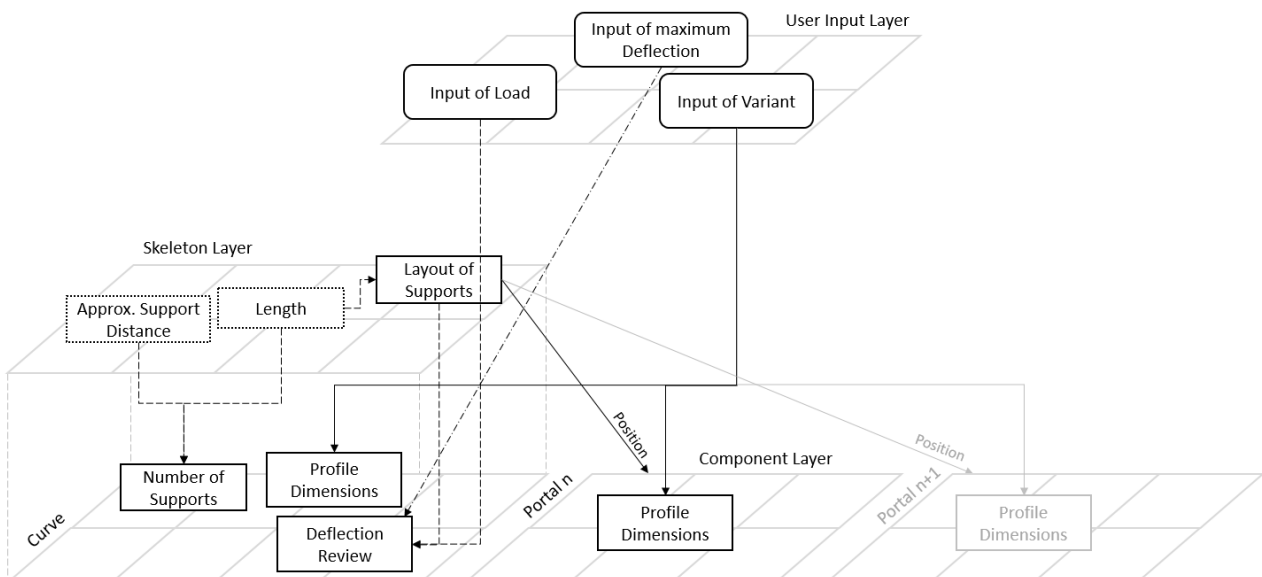 User Input Layer
Input of maximum
Deflection
Input of Load
Input of Variant
Skeleton Layer
Layout of
Supports
Approx. Support
Distance
Length
Position
Position
Component Layer
Number of
Supports
Profile
Dimensions
Curve
Deflection
Review
Portal n
Profile
Dimensions
Portal n+1
Profile
Dimensions